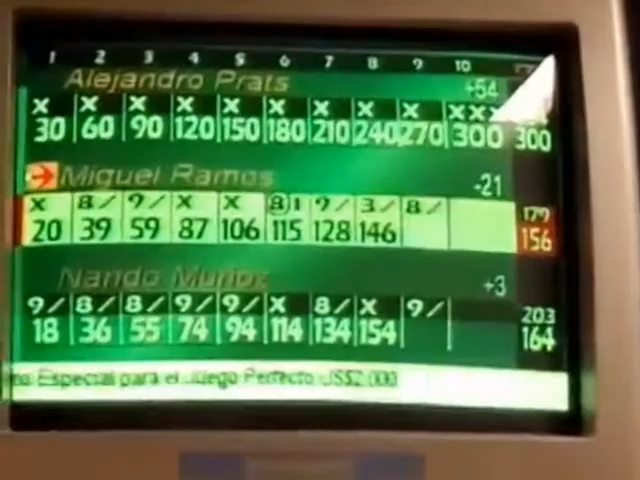 1 2 3 4 5 6 7 8 9 10
Alejandro Prats +54
X X X X X X X X X XXX
30 60 90 120 150 180 210 240 270 300 300
Miguel Ramos -21
X 8/ 9/ X X 81 9/ 3/ 8/ 179
20 39 59 87 106 115 128 146 156
Nando Muñoz +3
9/ 8/ 8/ 9/ 9/ X 8/ X 9/ 203
18 36 55 74 94 114 134 154 164
Especial para el Juego Perfecto US$2,000